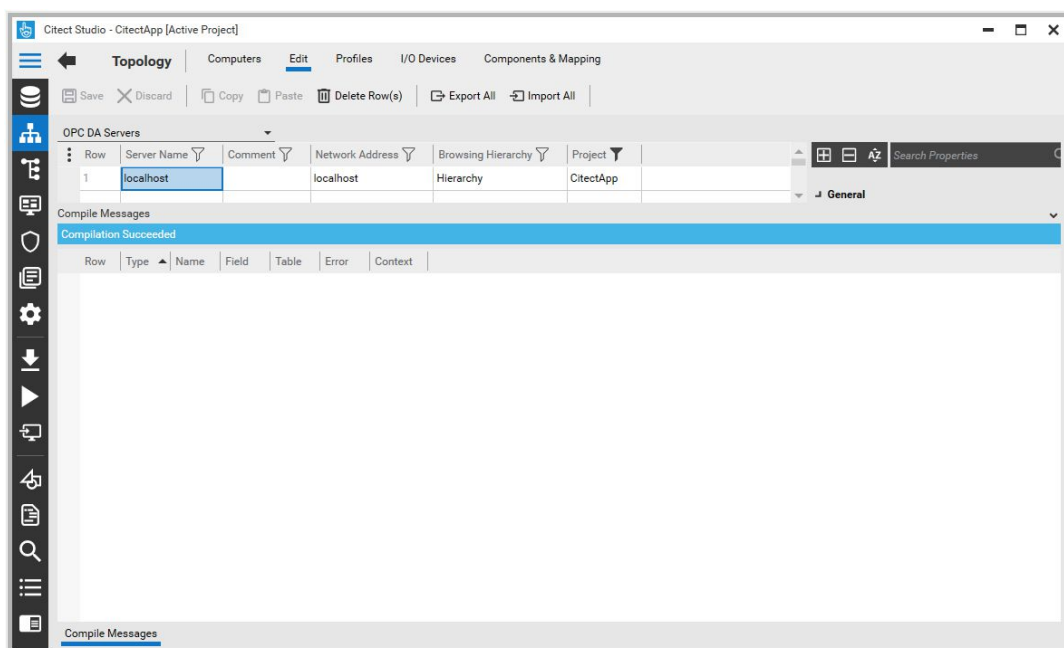 Citect Studio - CitectApp [Active Project]
Topology Computers Edit Profiles I/O Devices Components & Mapping
Save Discard Copy Paste Delete Row(s) Export All Import All
OPC DA Servers
Row Server Name Comment Network Address Browsing Hierarchy Project
AZ Search Properties
1 localhost localhost Hierarchy CitectApp
General
Compile Messages
Compilation Succeeded
Row Type Name Field Table Error Context
Compile Messages